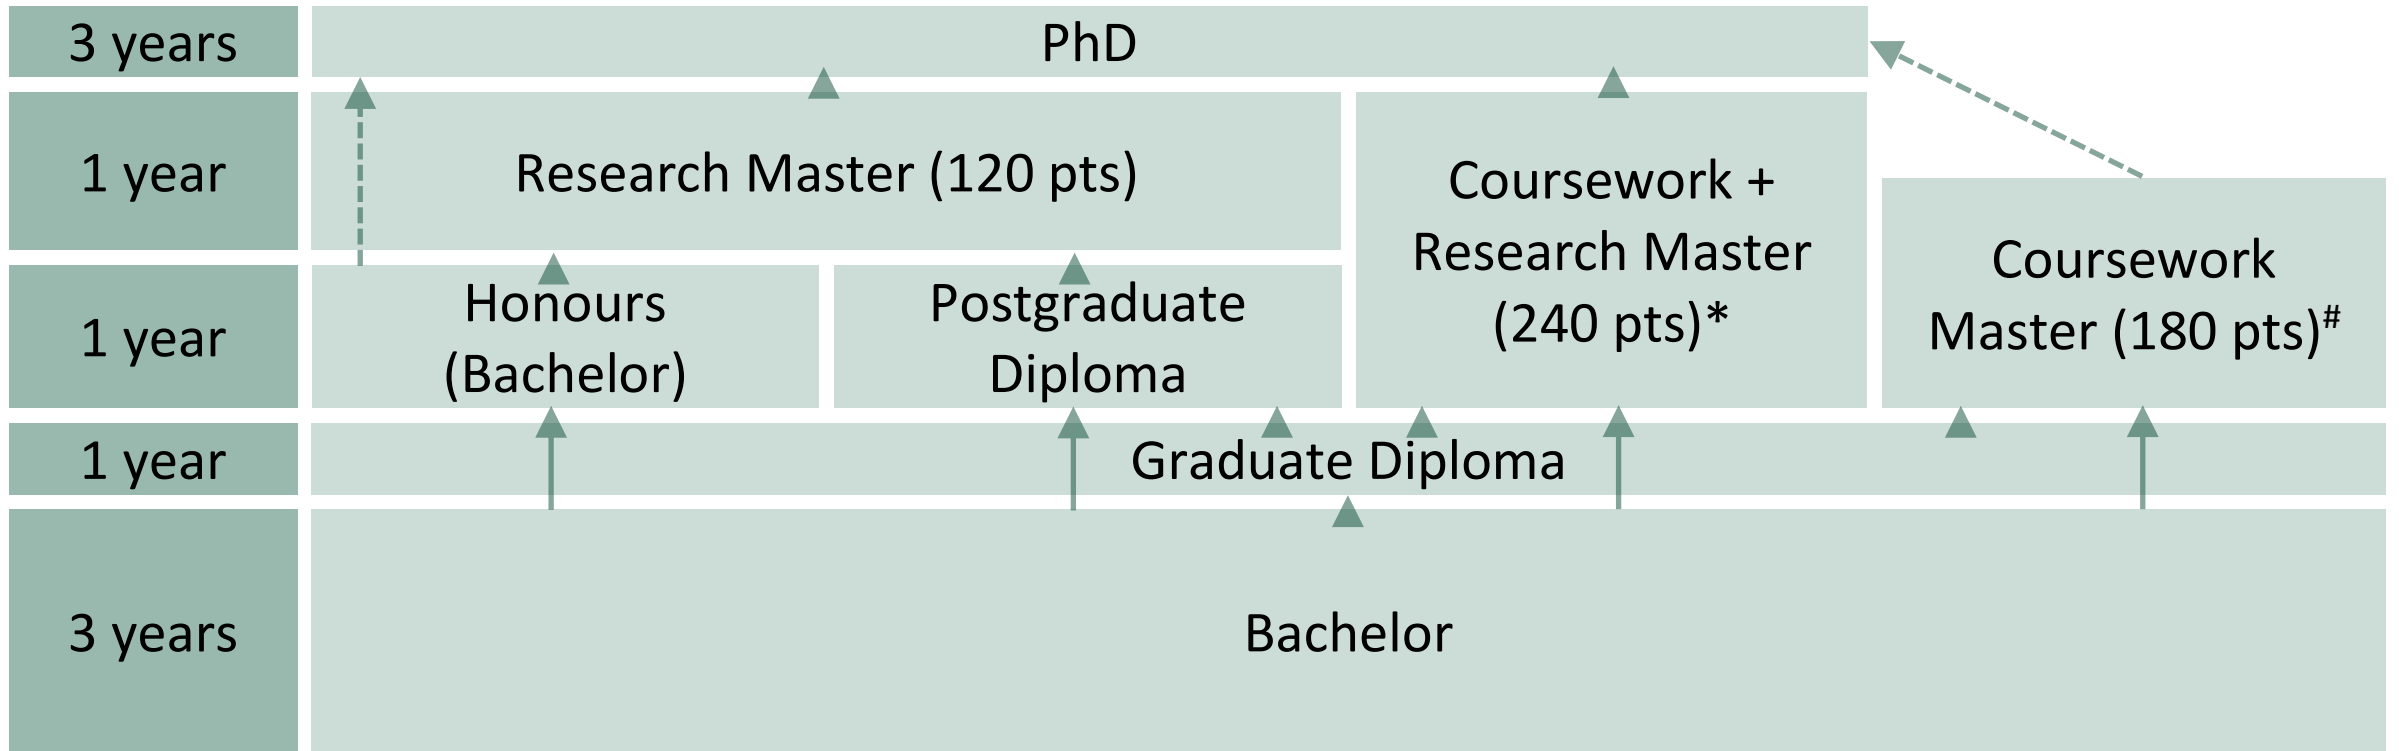 3 years
PhD
1 year
Research Master (120 pts)
Coursework +
Research Master
(240 pts)*
Coursework
Master (180 pts)#
1 year
Honours
(Bachelor)
Postgraduate
Diploma
1 year
Graduate Diploma
3 years
Bachelor